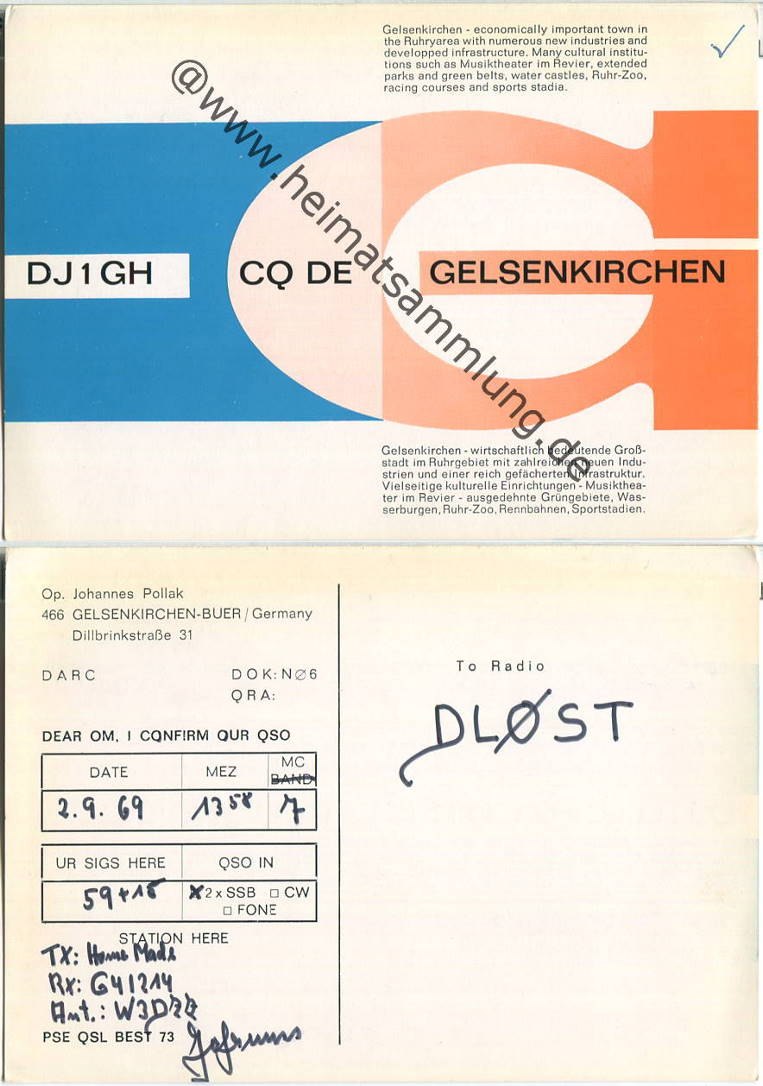 Gelsenkirchen - economically important town in
the Ruhryarea with numerous new industries and
developped infrastructure. Many cultural institu-
tions such as Musiktheater im Revier, extended
parks and green belts, water castles, Ruhr-Zoo,
racing courses and sports stadia.
@www.heimatsammlung.de
DJ1GH CQ DE GELSENKIRCHEN
Gelsenkirchen - wirtschaftlich bedeutende Groß-
stadt im Ruhrgebiet mit zahlreichen neuen Indu-
strien und einer reich gefächerten Infrastruktur.
Vielseitige kulturelle Einrichtungen - Musikthea-
ter im Revier - ausgedehnte Grüngebiete, Was-
serburgen, Ruhr-Zoo, Rennbahnen, Sportstadien.
Op. Johannes Pollak
466 GELSENKIRCHEN-BUER / Germany
Dillbrinkstraße 31
DARC DOK: NØ6
QRA:
DEAR OM, I CONFIRM OUR QSO
DATE MEZ MC BAND
2.9.69 1358 7
UR SIGS HERE QSO IN
59+15 x 2 x SSB □ CW
□ FONE
STATION HERE
TX: Home Made
Rx: G4/214
Ant.: W3DZZ
PSE QSL BEST 73 Johannes
To Radio
DLØST